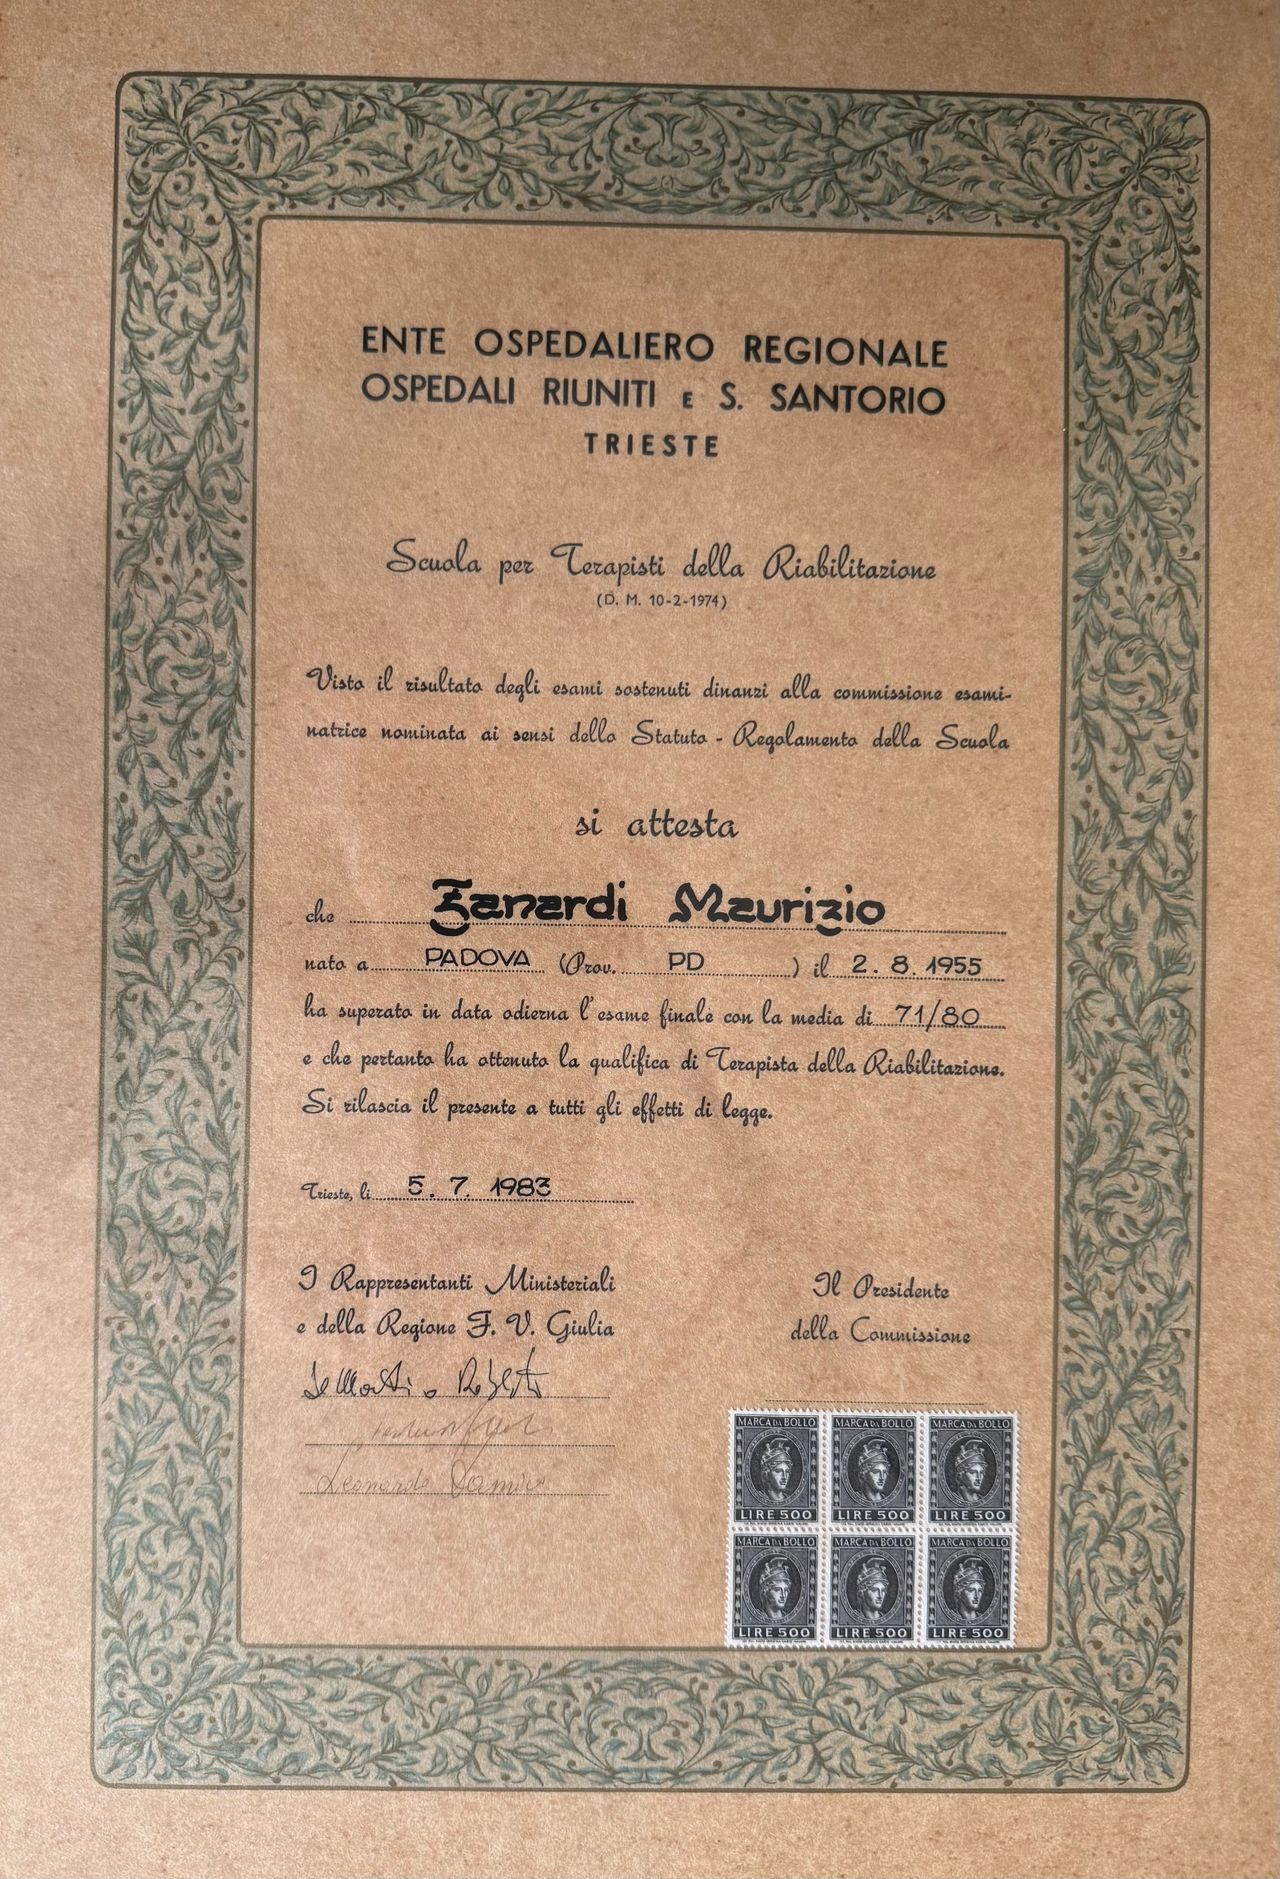 ENTE OSPEDALIERO REGIONALE
OSPEDALI RIUNITI E S. SANTORIO
TRIESTE
Scuola per Terapisti della Riabilitazione
(D. M. 10-2-1974)
Visto il risultato degli esami sostenuti dinanzi alla commissione esami-
natrice nominata ai sensi dello Statuto - Regolamento della Scuola
si attesta
che Zanardi Maurizio
nato a PADOVA (Prov. PD ) il 2. 8. 1955
ha superato in data odierna l'esame finale con la media di 71/80
e che pertanto ha ottenuto la qualifica di Terapista della Riabilitazione.
Si rilascia il presente a tutti gli effetti di legge.
Trieste, li 5. 7. 1983
I Rappresentanti Ministeriali
e della Regione F. V. Giulia
Il Presidente
della Commissione
Leonardo
MARCA DA BOLLO MARCA DA BOLLO MARCA DA BOLLO
LIRE 500 LIRE 500 LIRE 500
MARCA DA BOLLO MARCA DA BOLLO MARCA DA BOLLO
LIRE 500 LIRE 500 LIRE 500